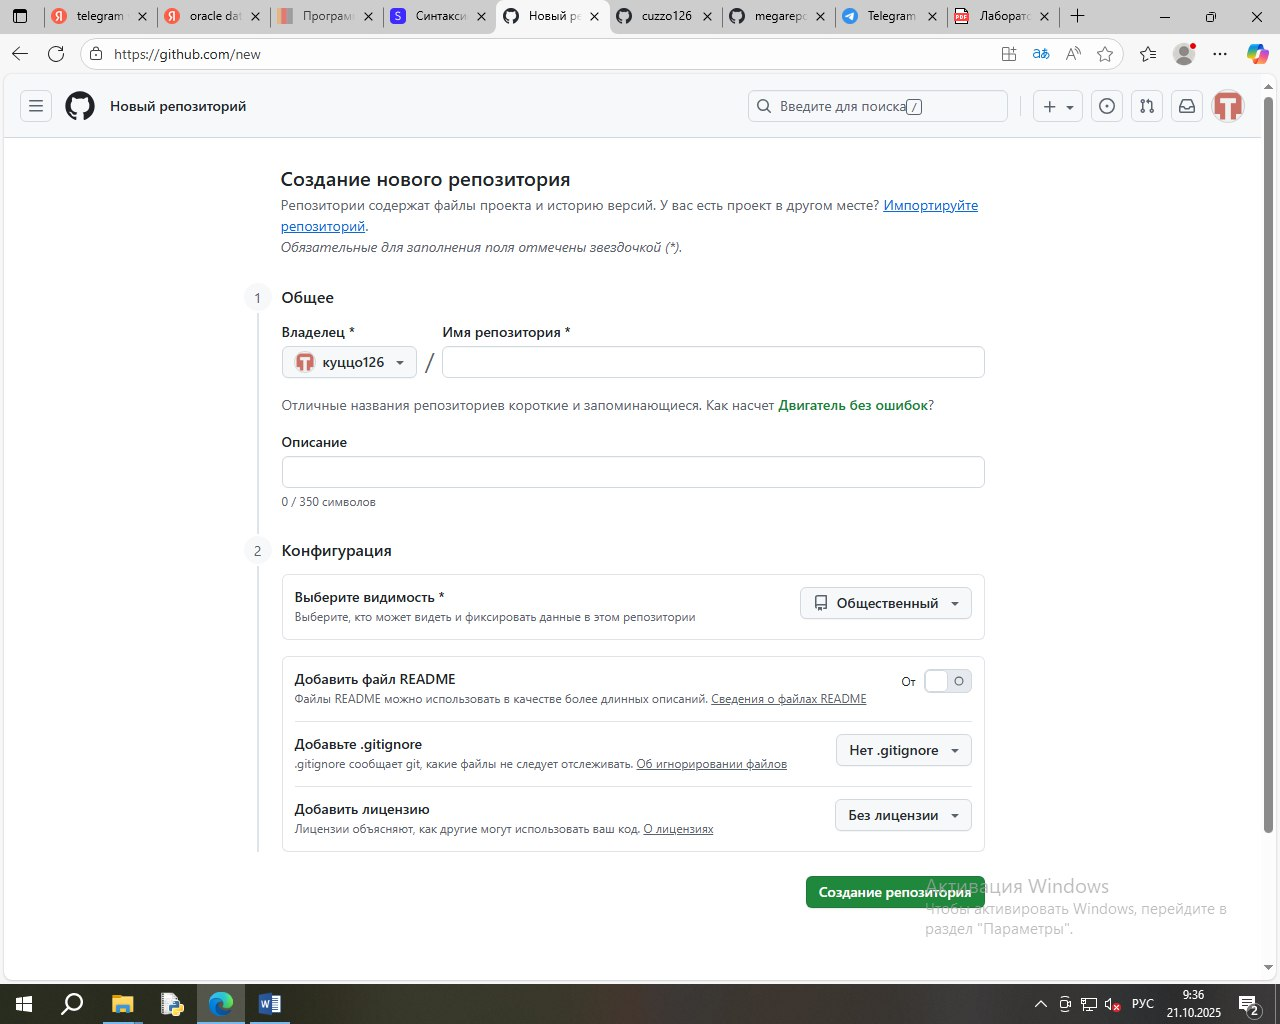 telegram
oracle dat
Програм
Синтакси
Новый ре
cuzzo126
megarepo
Telegram
Лаборато
https://github.com/new
Новый репозиторий
Введите для поиска /
Создание нового репозитория
Репозитории содержат файлы проекта и историю версий. У вас есть проект в другом месте? Импортируйте
репозиторий.
Обязательные для заполнения поля отмечены звездочкой (*).
1 Общее
Владелец * Имя репозитория *
куццо126 /
Отличные названия репозиториев короткие и запоминающиеся. Как насчет Двигатель без ошибок?
Описание
0 / 350 символов
2 Конфигурация
Выберите видимость *
Выберите, кто может видеть и фиксировать данные в этом репозитории
Общественный
Добавить файл README
Файлы README можно использовать в качестве более длинных описаний. Сведения о файлах README
От
Добавьте .gitignore
.gitignore сообщает git, какие файлы не следует отслеживать. Об игнорировании файлов
Нет .gitignore
Добавить лицензию
Лицензии объясняют, как другие могут использовать ваш код. О лицензиях
Без лицензии
Создание репозитория
Активация Windows
Чтобы активировать Windows, перейдите в
раздел "Параметры".
РУС
9:36
21.10.2025
2